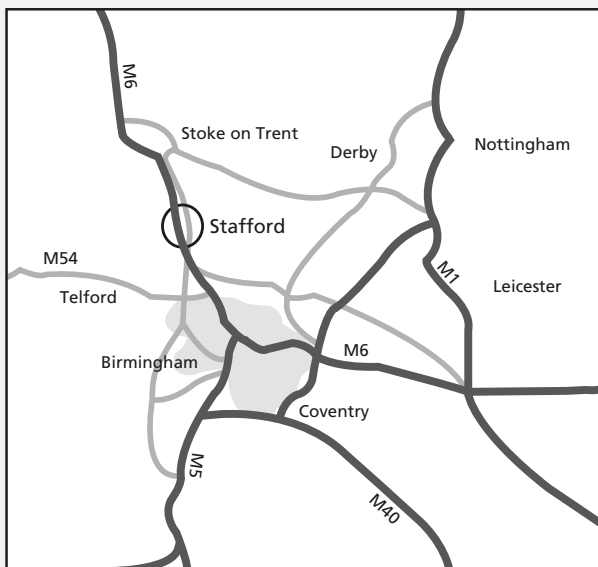 M6
Stoke on Trent
Derby
Nottingham
Stafford
M54
Telford
M1
Leicester
M6
Birmingham
Coventry
M5
M40